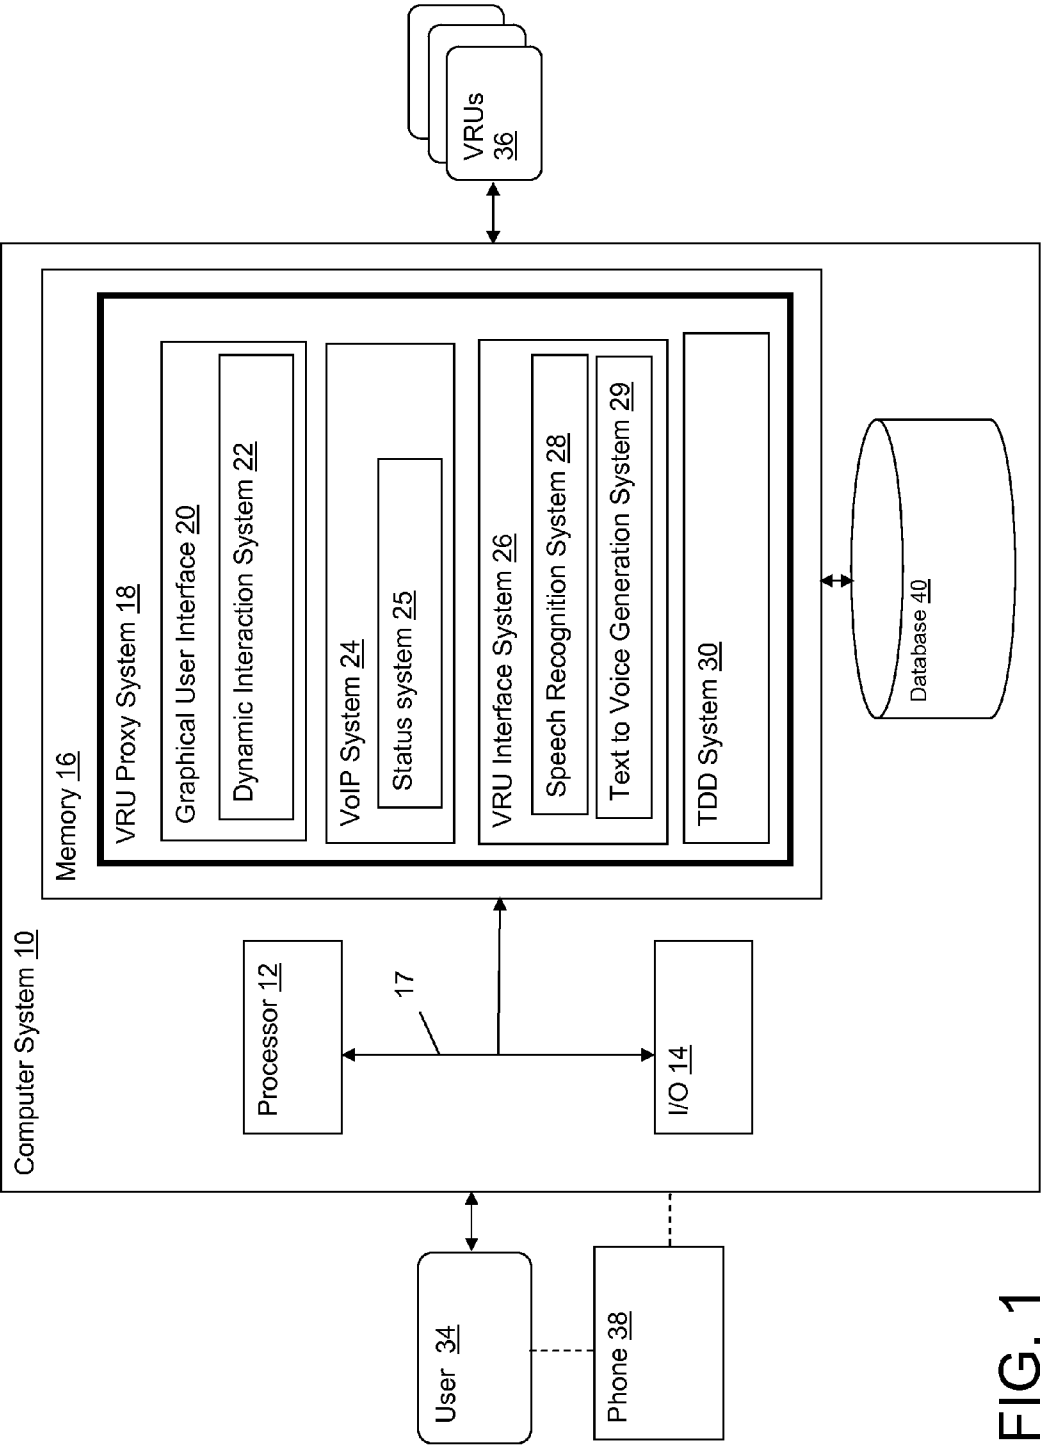 Computer System 10
Memory 16
VRU Proxy System 18
Graphical User Interface 20
Dynamic Interaction System 22
VoIP System 24
Status system 25
VRU Interface System 26
Speech Recognition System 28
Text to Voice Generation System 29
TDD System 30
Processor 12
17
I/O 14
User 34
Phone 38
VRUs
36
Database 40
FIG. 1